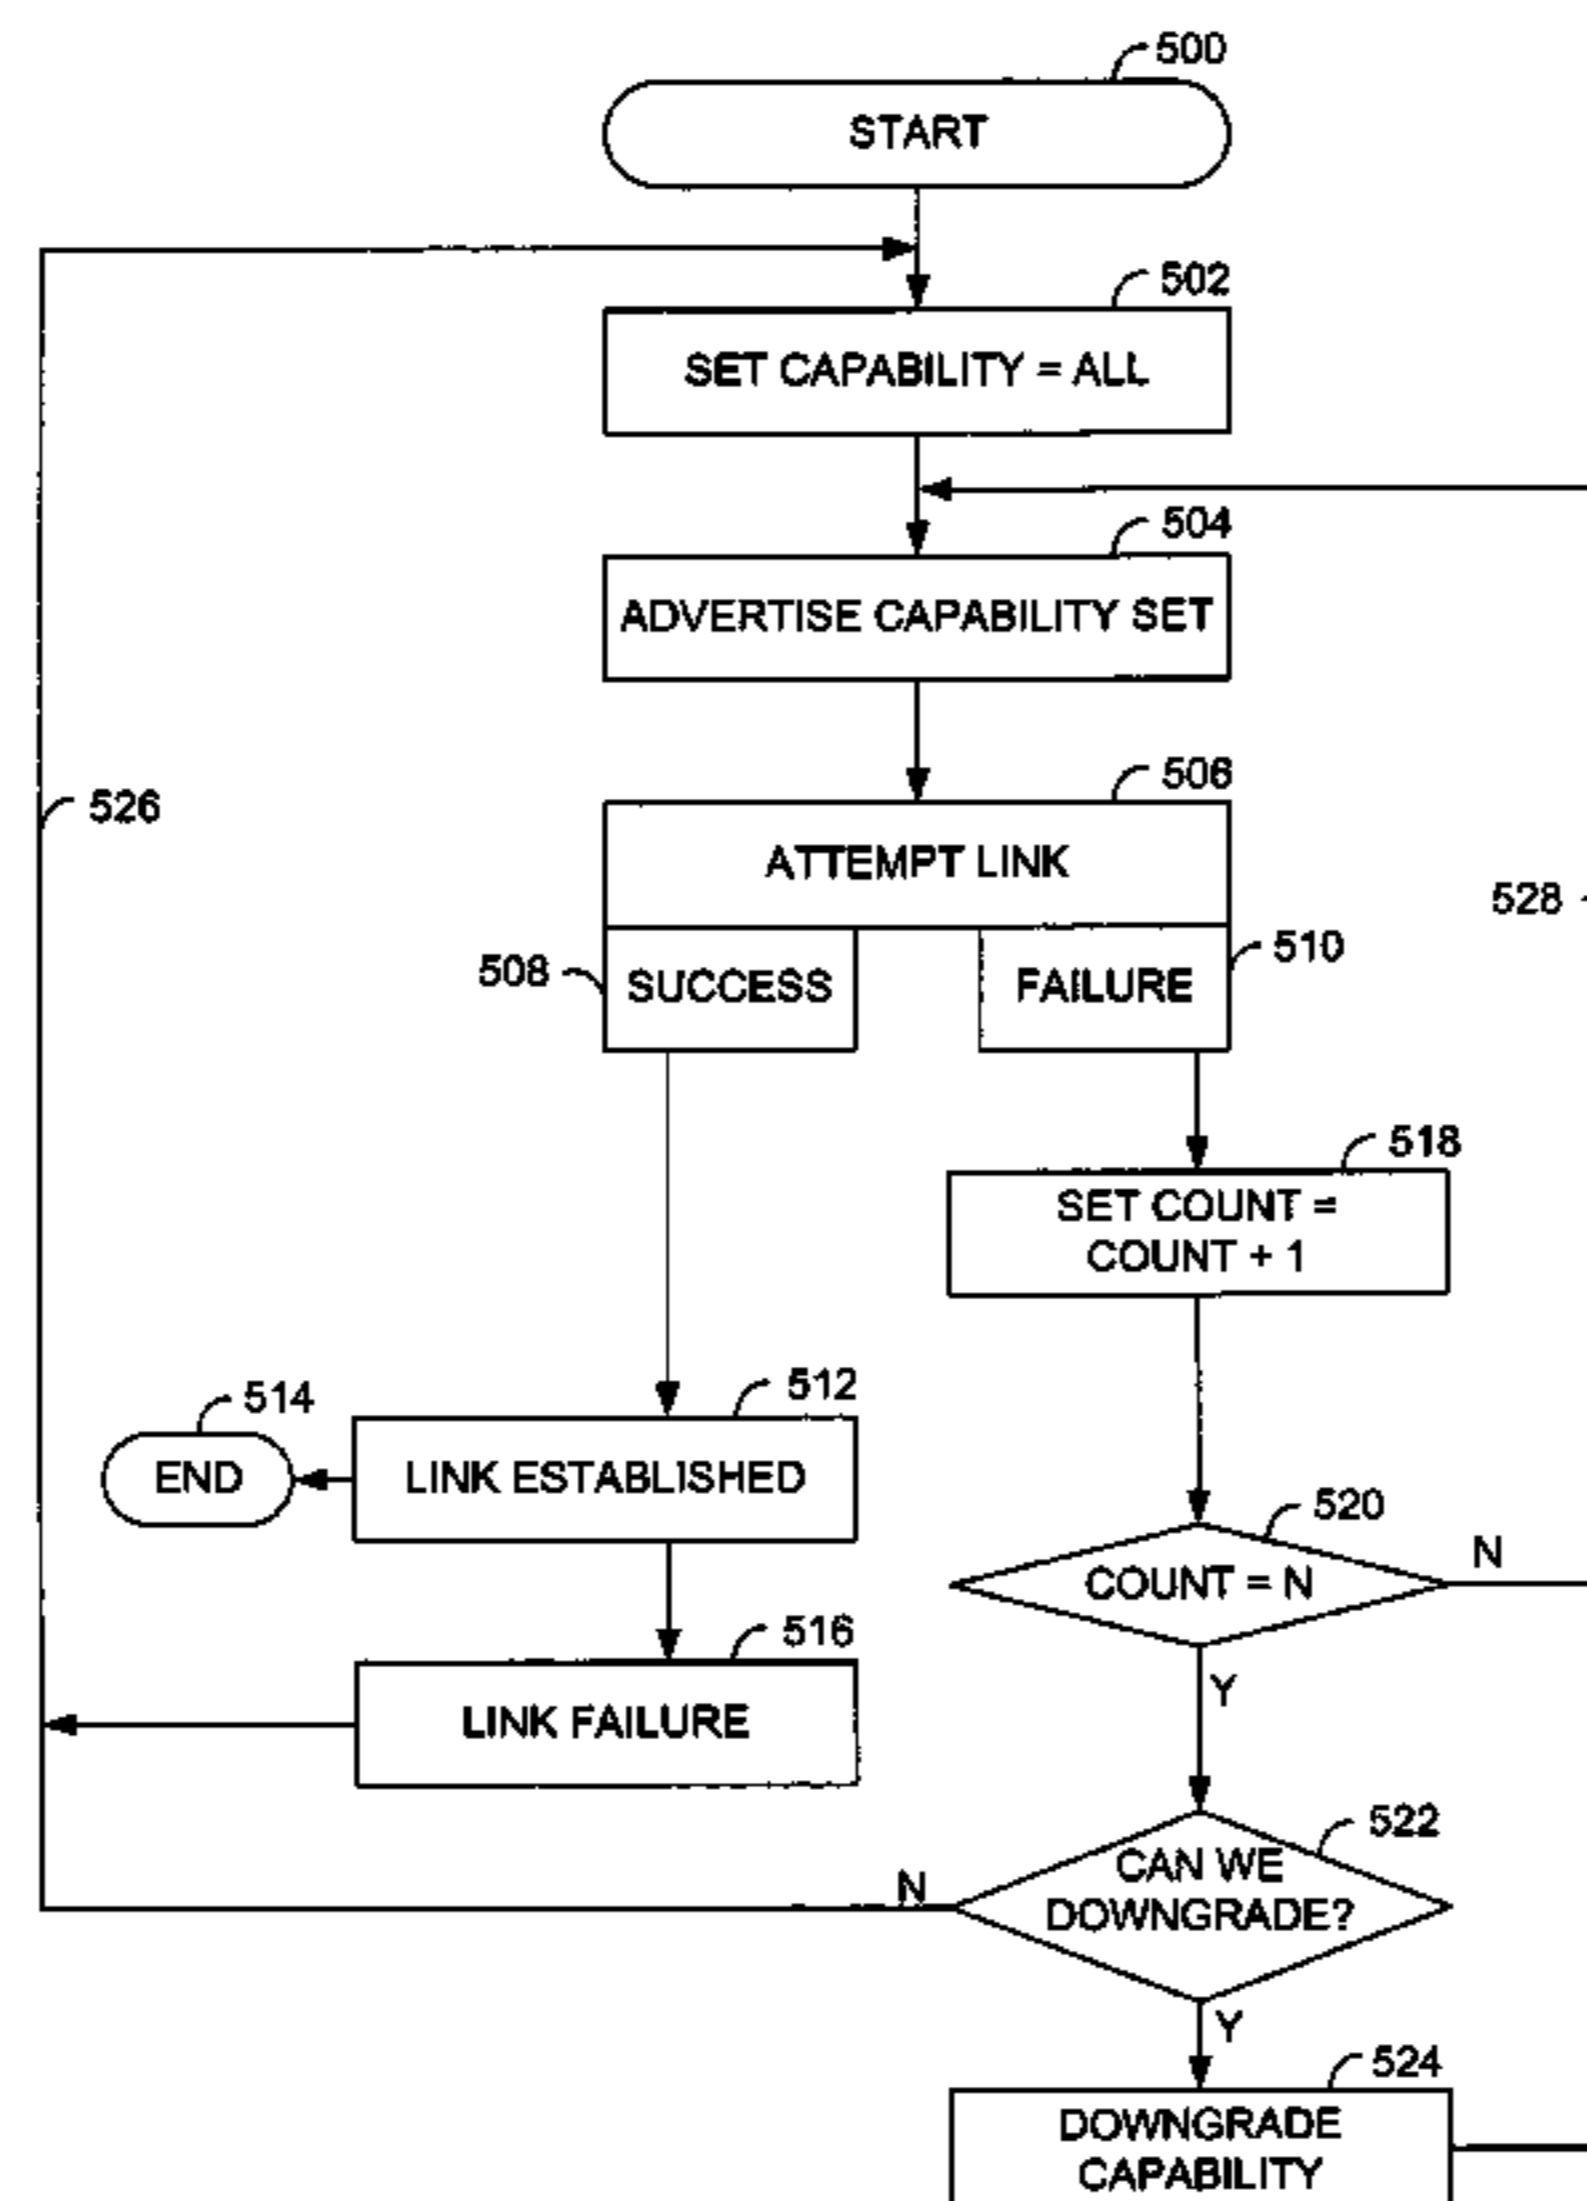 500
START
502
SET CAPABILITY = ALL
504
ADVERTISE CAPABILITY SET
506
526
ATTEMPT LINK
528
508
SUCCESS
FAILURE
510
518
SET COUNT =
COUNT + 1
514
512
END
LINK ESTABLISHED
520
COUNT = N
N
516
LINK FAILURE
Y
522
CAN WE
DOWNGRADE?
N
Y
524
DOWNGRADE
CAPABILITY